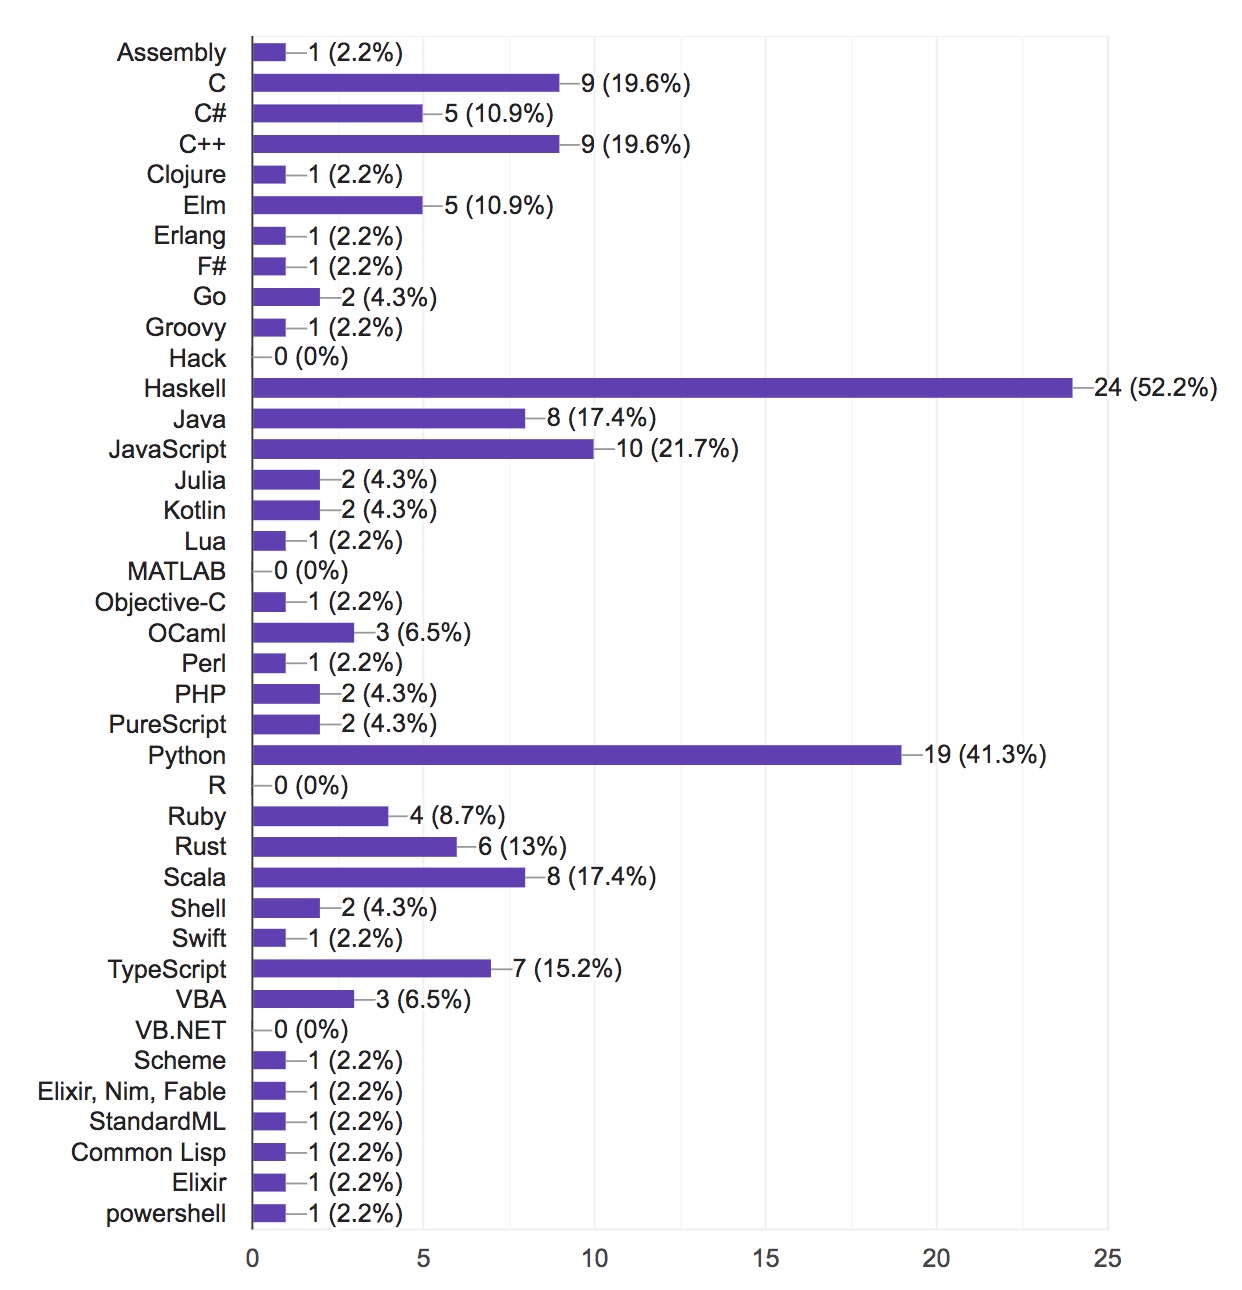 Assembly 1 (2.2%)
C 9 (19.6%)
C# 5 (10.9%)
C++ 9 (19.6%)
Clojure 1 (2.2%)
Elm 5 (10.9%)
Erlang 1 (2.2%)
F# 1 (2.2%)
Go 2 (4.3%)
Groovy 1 (2.2%)
Hack 0 (0%)
Haskell 24 (52.2%)
Java 8 (17.4%)
JavaScript 10 (21.7%)
Julia 2 (4.3%)
Kotlin 2 (4.3%)
Lua 1 (2.2%)
MATLAB 0 (0%)
Objective-C 1 (2.2%)
OCaml 3 (6.5%)
Perl 1 (2.2%)
PHP 2 (4.3%)
PureScript 2 (4.3%)
Python 19 (41.3%)
R 0 (0%)
Ruby 4 (8.7%)
Rust 6 (13%)
Scala 8 (17.4%)
Shell 2 (4.3%)
Swift 1 (2.2%)
TypeScript 7 (15.2%)
VBA 3 (6.5%)
VB.NET 0 (0%)
Scheme 1 (2.2%)
Elixir, Nim, Fable 1 (2.2%)
StandardML 1 (2.2%)
Common Lisp 1 (2.2%)
Elixir 1 (2.2%)
powershell 1 (2.2%)
0 5 10 15 20 25